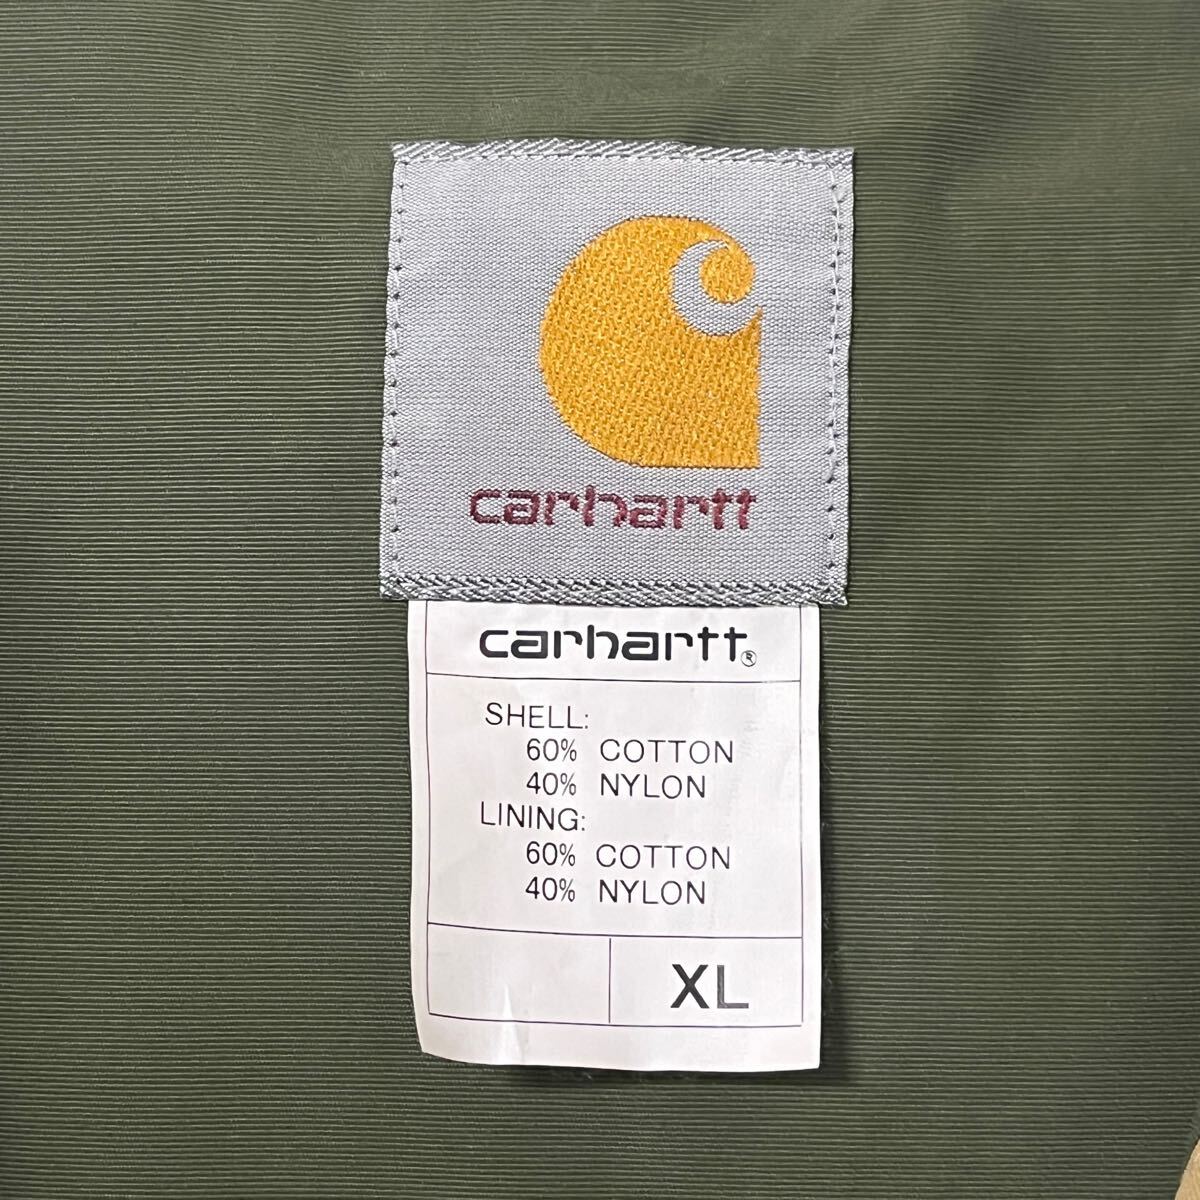 carhartt
carhartt®
SHELL:
60% COTTON
40% NYLON
LINING:
60% COTTON
40% NYLON
XL